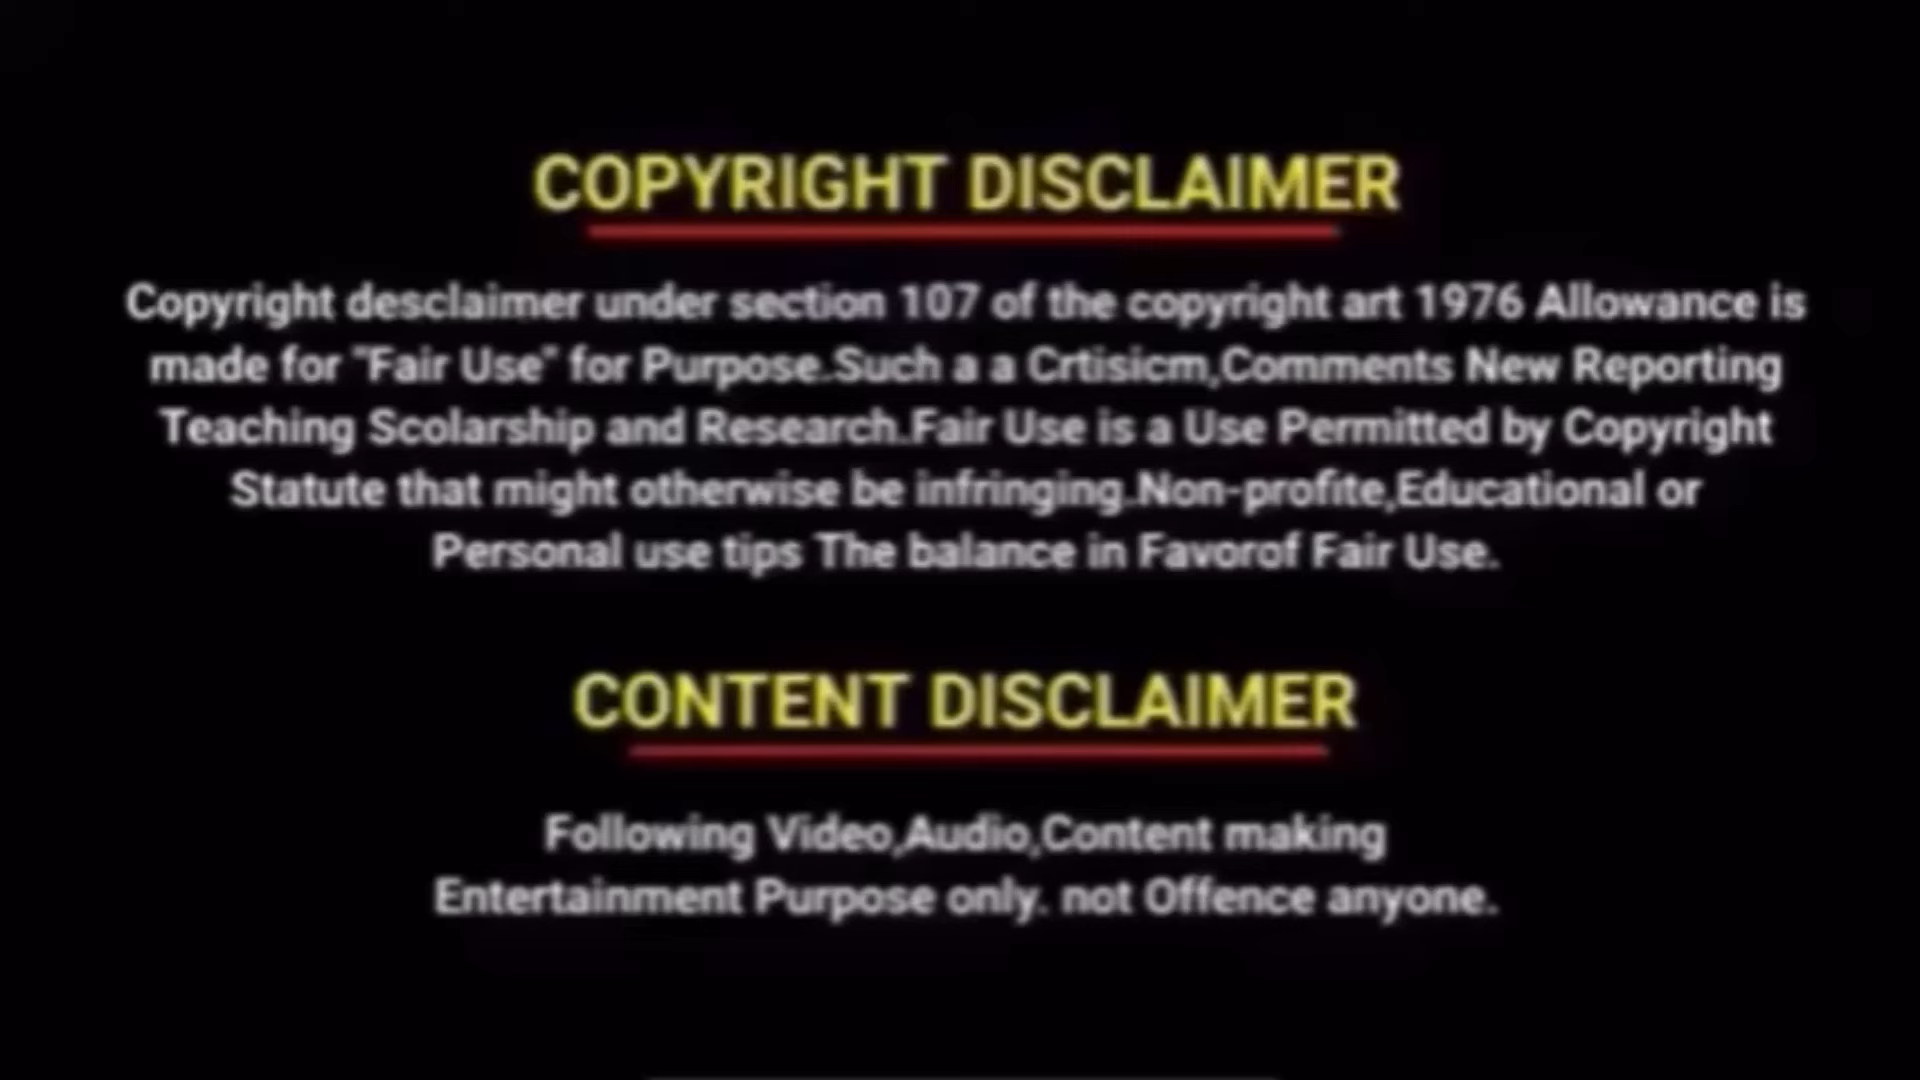 COPYRIGHT DISCLAIMER
Copyright desclaimer under section 107 of the copyright art 1976 Allowance is
made for "Fair Use" for Purpose.Such a a Crtisicm,Comments New Reporting
Teaching Scolarship and Research.Fair Use is a Use Permitted by Copyright
Statute that might otherwise be infringing.Non-profite,Educational or
Personal use tips The balance in Favorof Fair Use.
CONTENT DISCLAIMER
Following Video,Audio,Content making
Entertainment Purpose only. not Offence anyone.